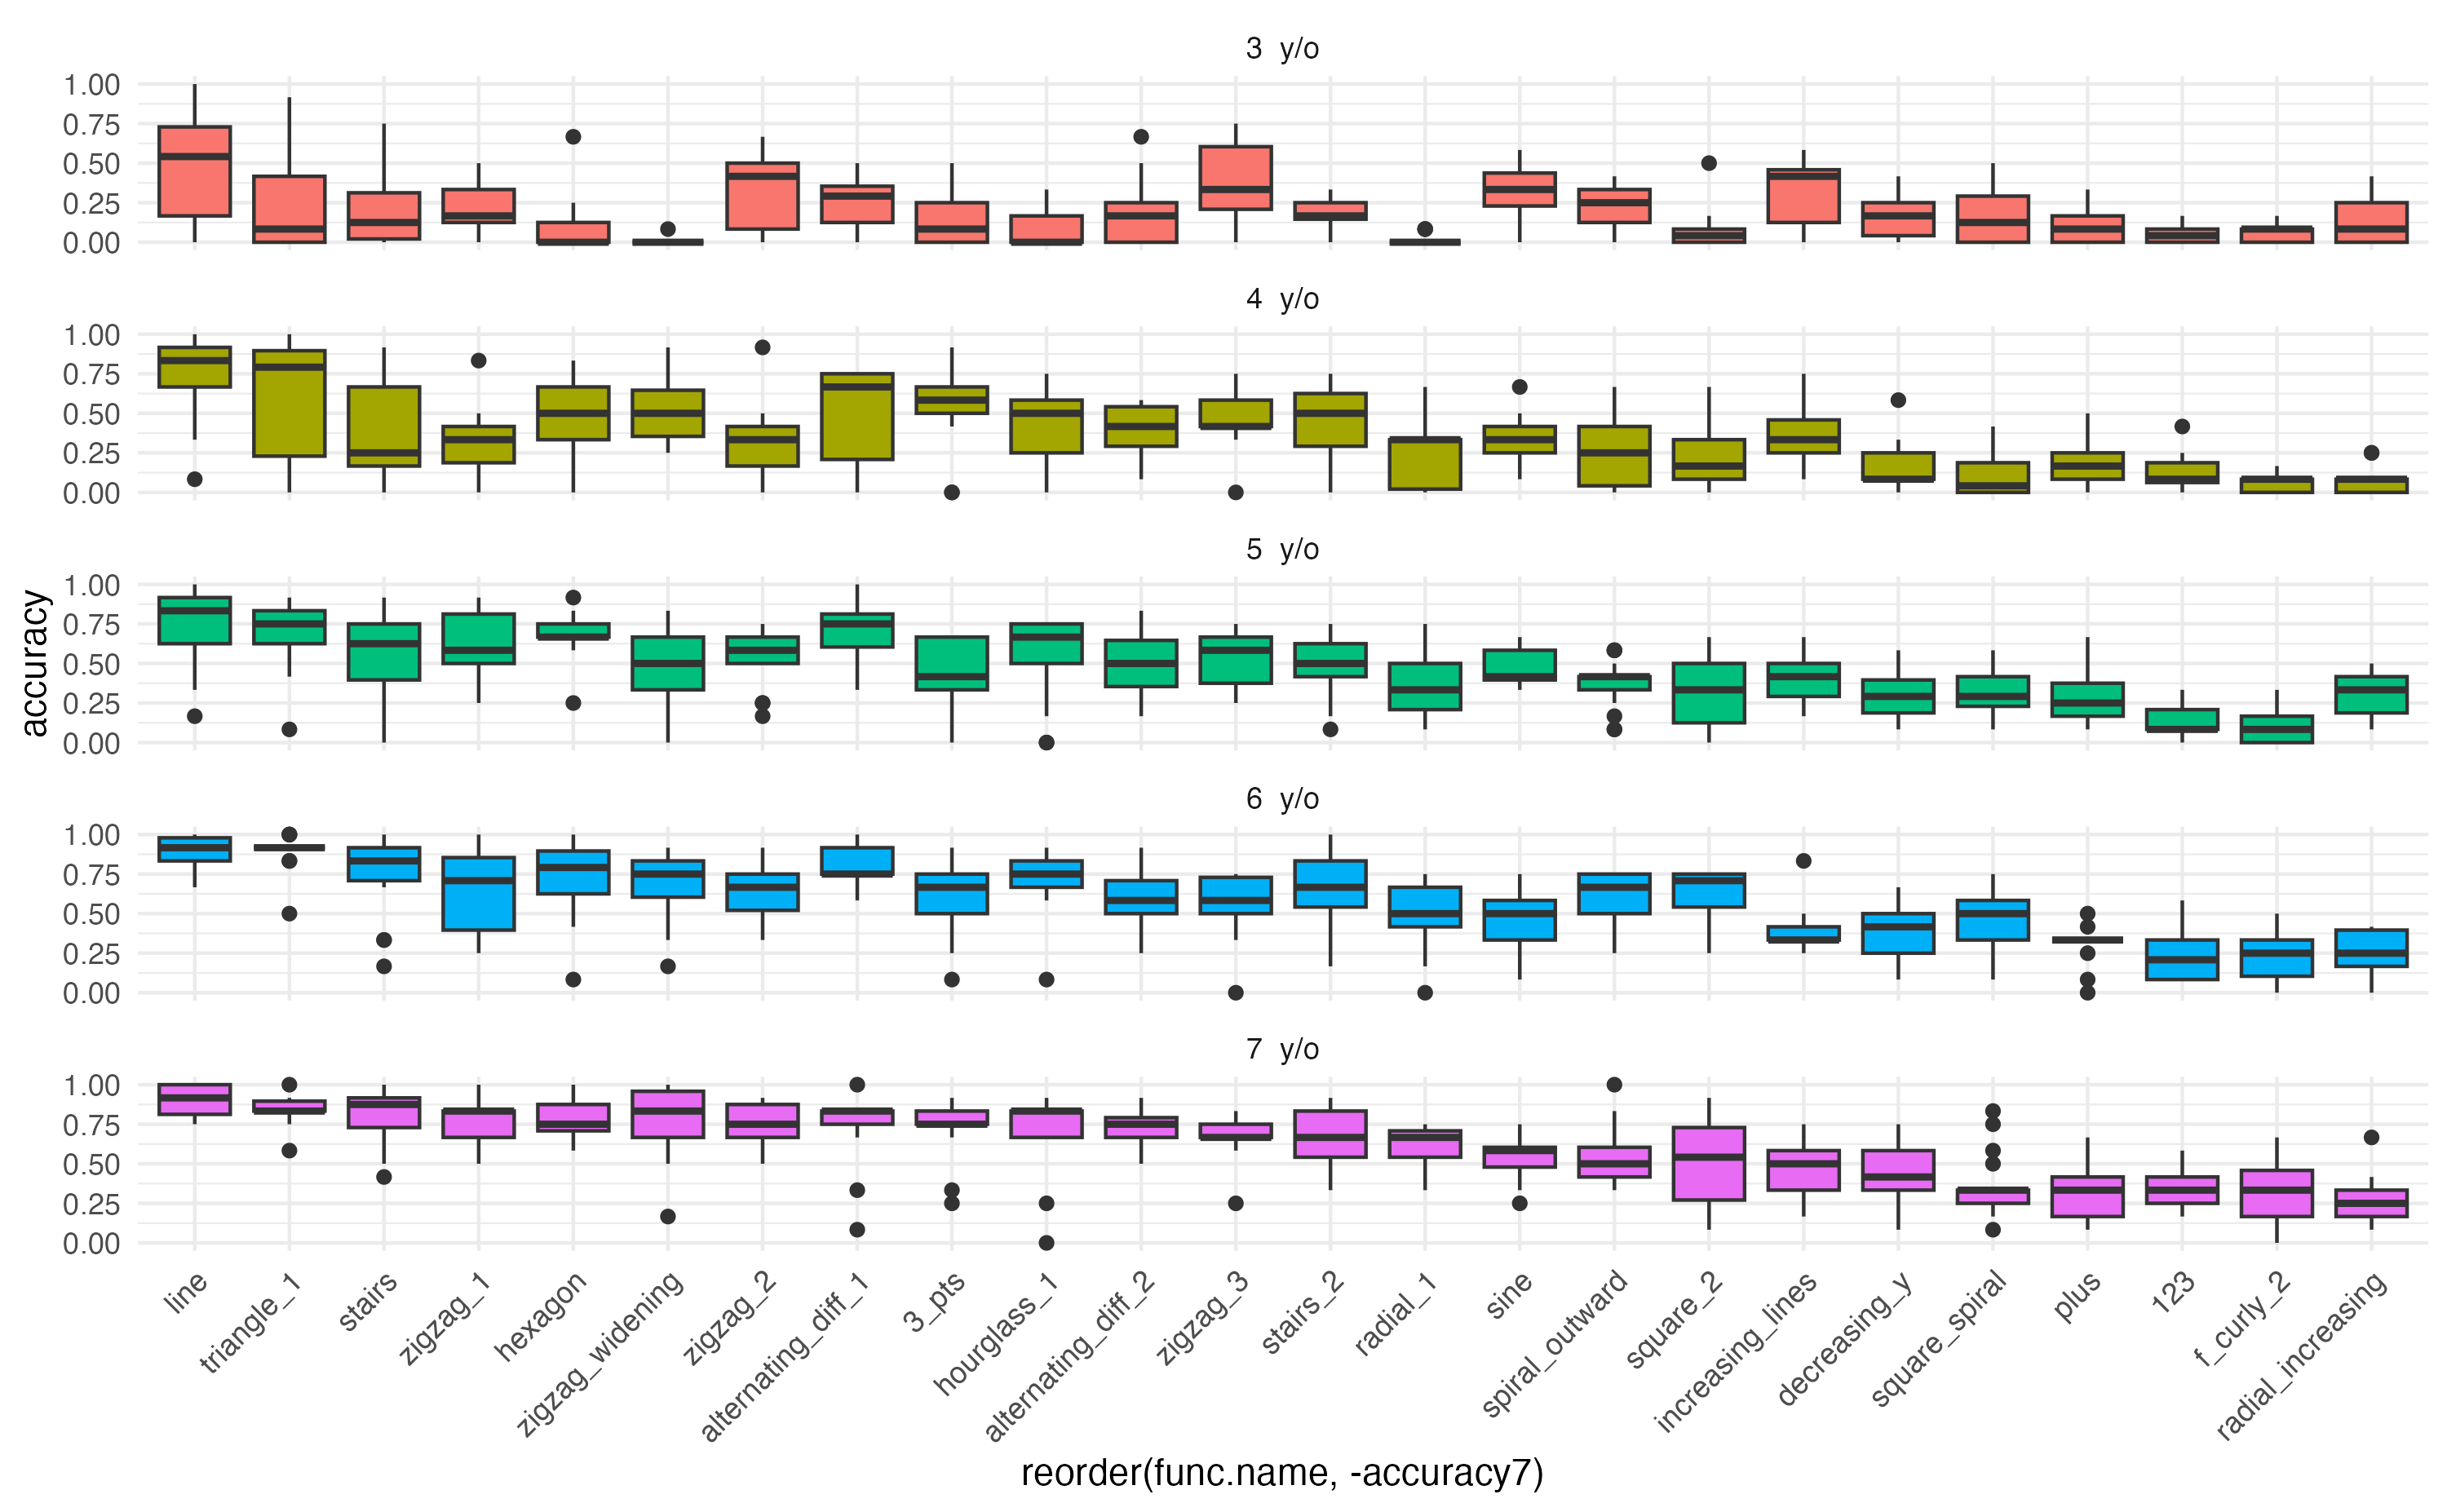 3 y/o
1.00
0.75
0.50
0.25
0.00
4 y/o
1.00
0.75
0.50
0.25
0.00
5 y/o
1.00
0.75
0.50
0.25
0.00
accuracy
6 y/o
1.00
0.75
0.50
0.25
0.00
7 y/o
1.00
0.75
0.50
0.25
0.00
line
triangle_1
stairs
zigzag_1
hexagon
zigzag_widening
zigzag_2
alternating_diff_1
3_pts
hourglass_1
alternating_diff_2
zigzag_3
stairs_2
radial_1
sine
spiral_outward
square_2
increasing_lines
decreasing_y
square_spiral
plus
123
f_curly_2
radial_increasing
reorder(func.name, -accuracy7)